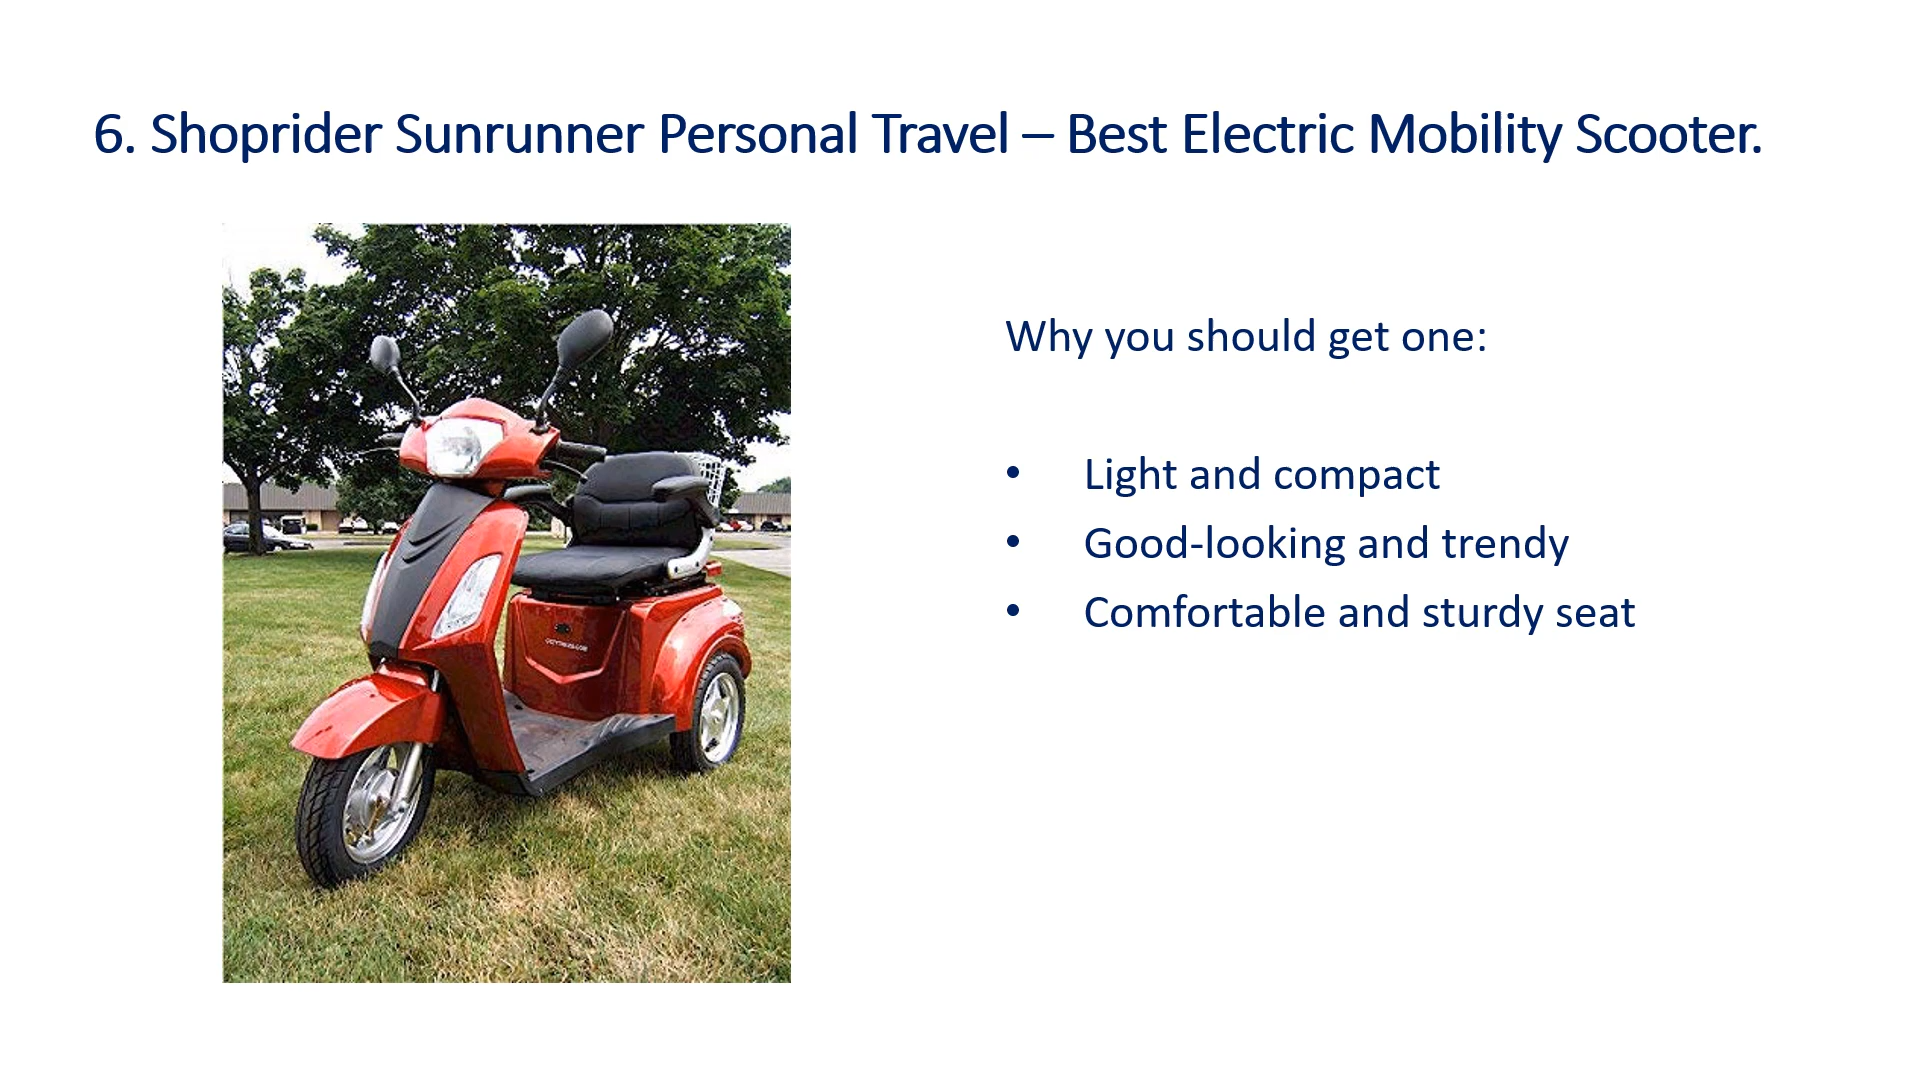 6. Shoprider Sunrunner Personal Travel – Best Electric Mobility Scooter.
Why you should get one:
• Light and compact
• Good-looking and trendy
• Comfortable and sturdy seat